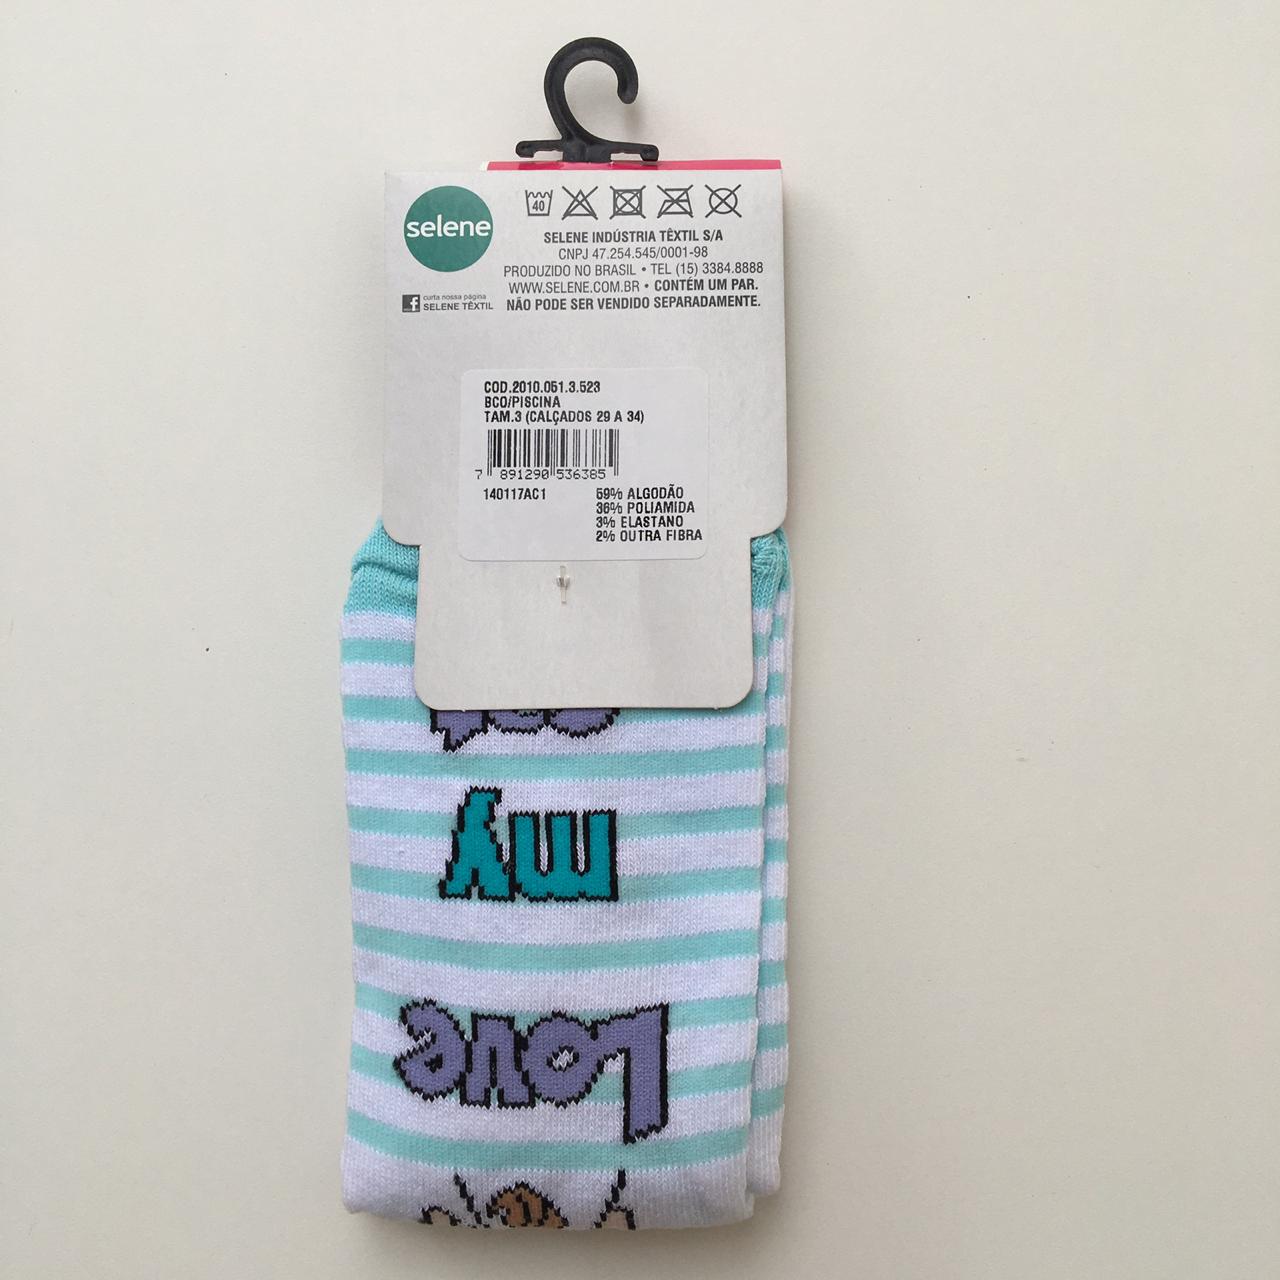 selene
40
SELENE INDÚSTRIA TÊXTIL S/A
CNPJ 47.254.545/0001-98
PRODUZIDO NO BRASIL • TEL (15) 3384.8888
WWW.SELENE.COM.BR • CONTÉM UM PAR.
NÃO PODE SER VENDIDO SEPARADAMENTE.
f curta nossa página
SELENE TÊXTIL
COD.2010.051.3.523
BCO/PISCINA
TAM.3 (CALÇADOS 29 A 34)
7 891290 536385
140117AC1
59% ALGODÃO
36% POLIAMIDA
3% ELASTANO
2% OUTRA FIBRA
my
Love